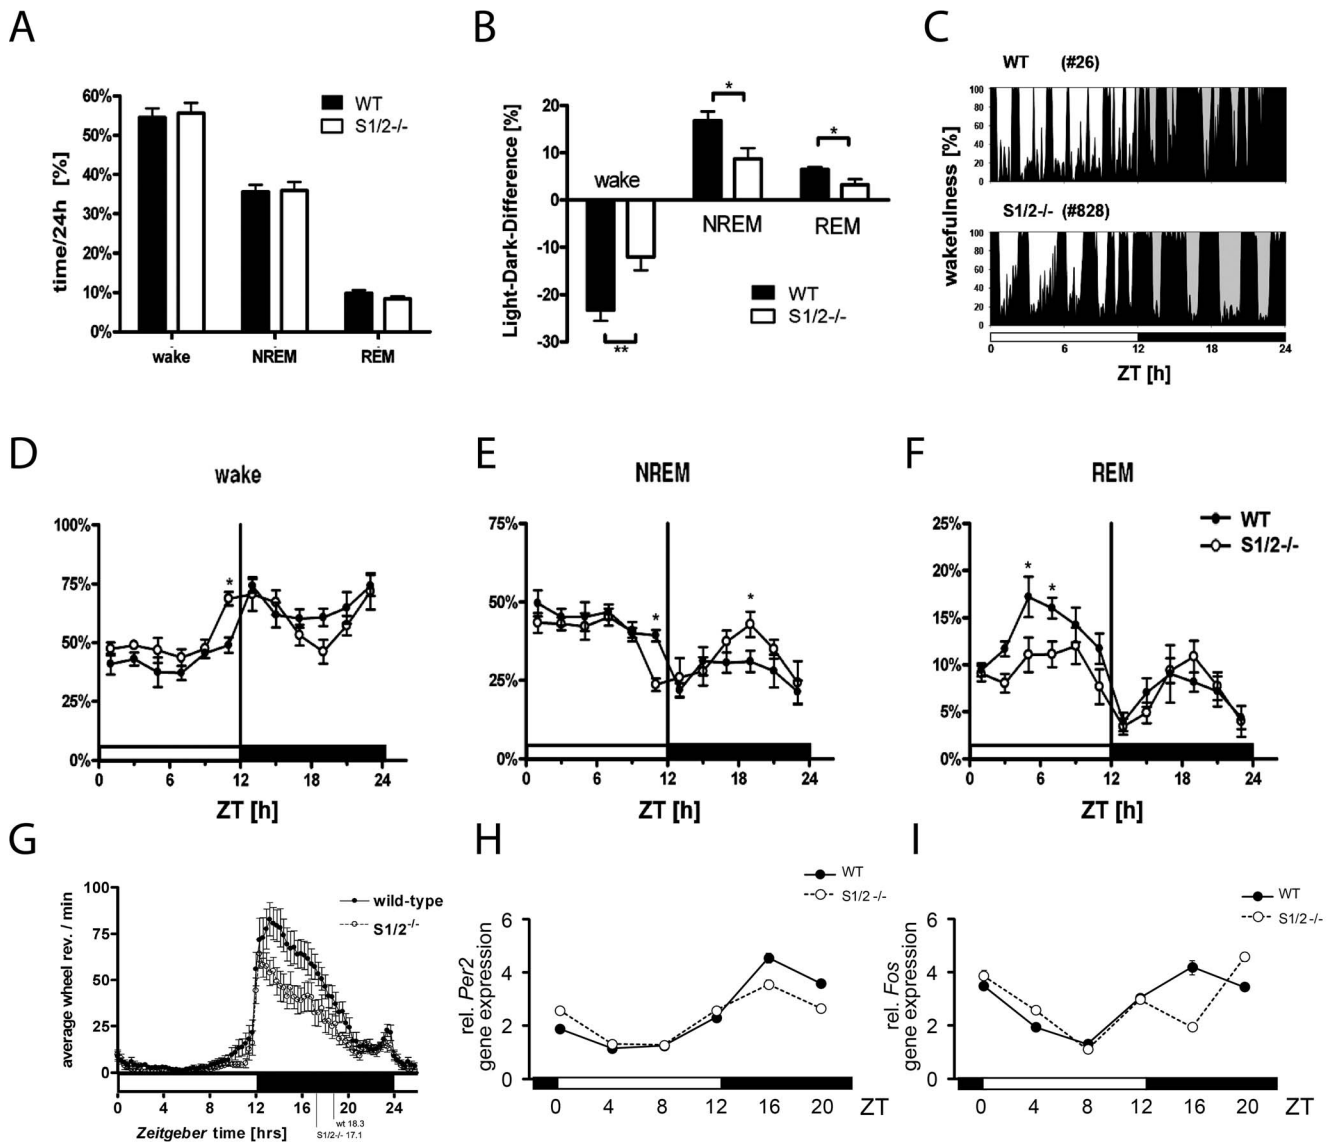 A
60%
50%
40%
30%
20%
10%
0%
time/24h [%]
WT
S1/2-/-
wake
NREM
REM
B
20
10
0
-10
-20
-30
Light-Dark-Difference [%]
wake
*
NREM
*
REM
**
WT
S1/2-/-
C
WT (#26)
100
80
60
40
20
0
S1/2-/- (#828)
100
80
60
40
20
0
wakefulness [%]
0 6 12 18 24
ZT [h]
D
wake
100%
75%
50%
25%
0%
*
0 6 12 18 24
ZT [h]
E
NREM
75%
50%
25%
0%
* *
0 6 12 18 24
ZT [h]
F
REM
25%
20%
15%
10%
5%
0%
* *
WT
S1/2-/-
0 6 12 18 24
ZT [h]
G
100
75
50
25
0
average wheel rev. / min
wild-type
S1/2-/-
0 4 8 12 16 20 24
Zeitgeber time [hrs]
wt 18.3
S1/2-/- 17.1
H
WT
S1/2 -/-
6
4
2
0
rel. Per2
gene expression
0 4 8 12 16 20 ZT
I
WT
S1/2 -/-
6
4
2
0
rel. Fos
gene expression
0 4 8 12 16 20 ZT